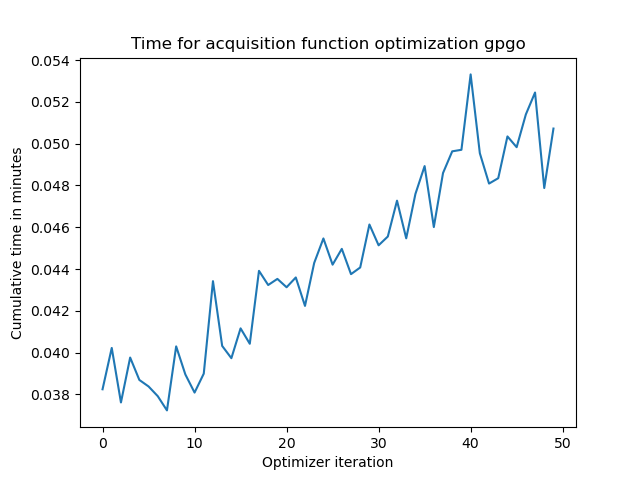 Time for acquisition function optimization gpgo
0.054
0.052
0.050
0.048
0.046
0.044
0.042
0.040
0.038
Cumulative time in minutes
0 10 20 30 40 50
Optimizer iteration